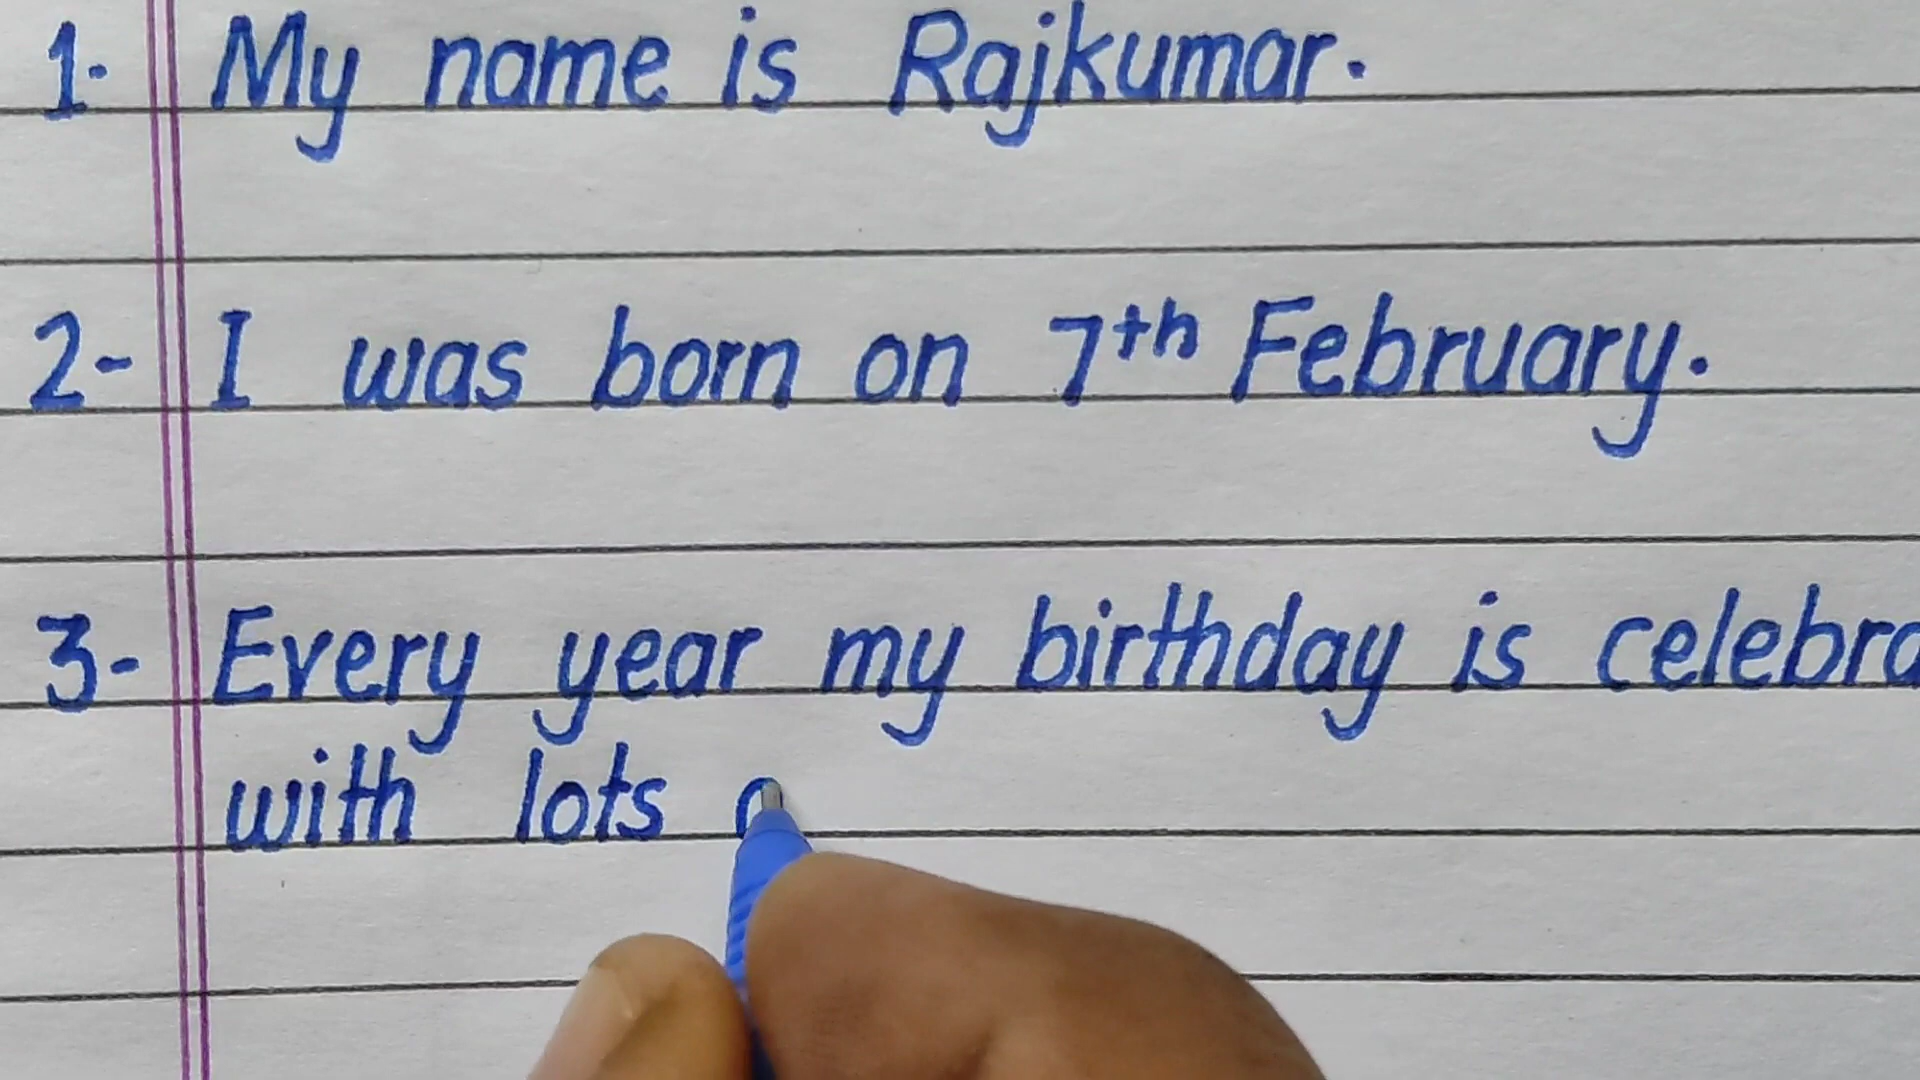 1. My name is Rajkumar.
2- I was born on 7th February.
3- Every year my birthday is celebra
with lots